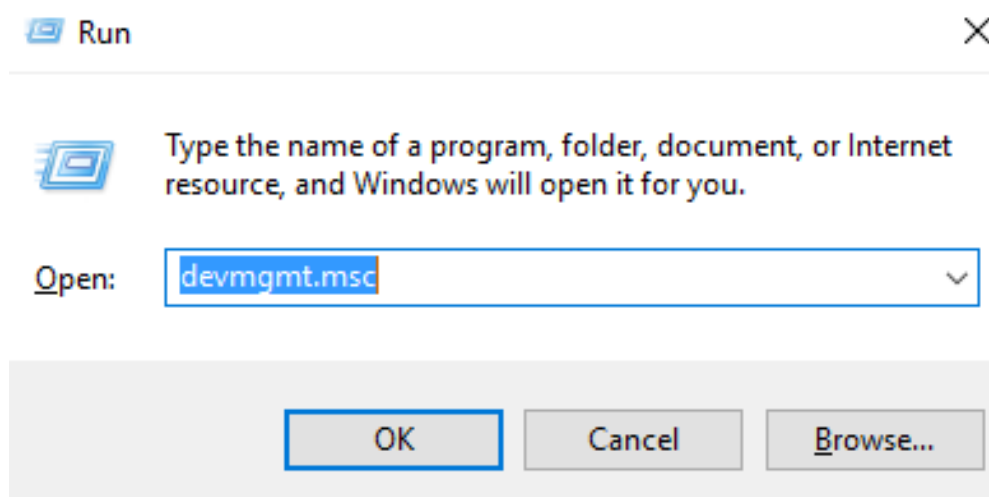 Run
Type the name of a program, folder, document, or Internet
resource, and Windows will open it for you.
Open: devmgmt.msc
OK Cancel Browse...